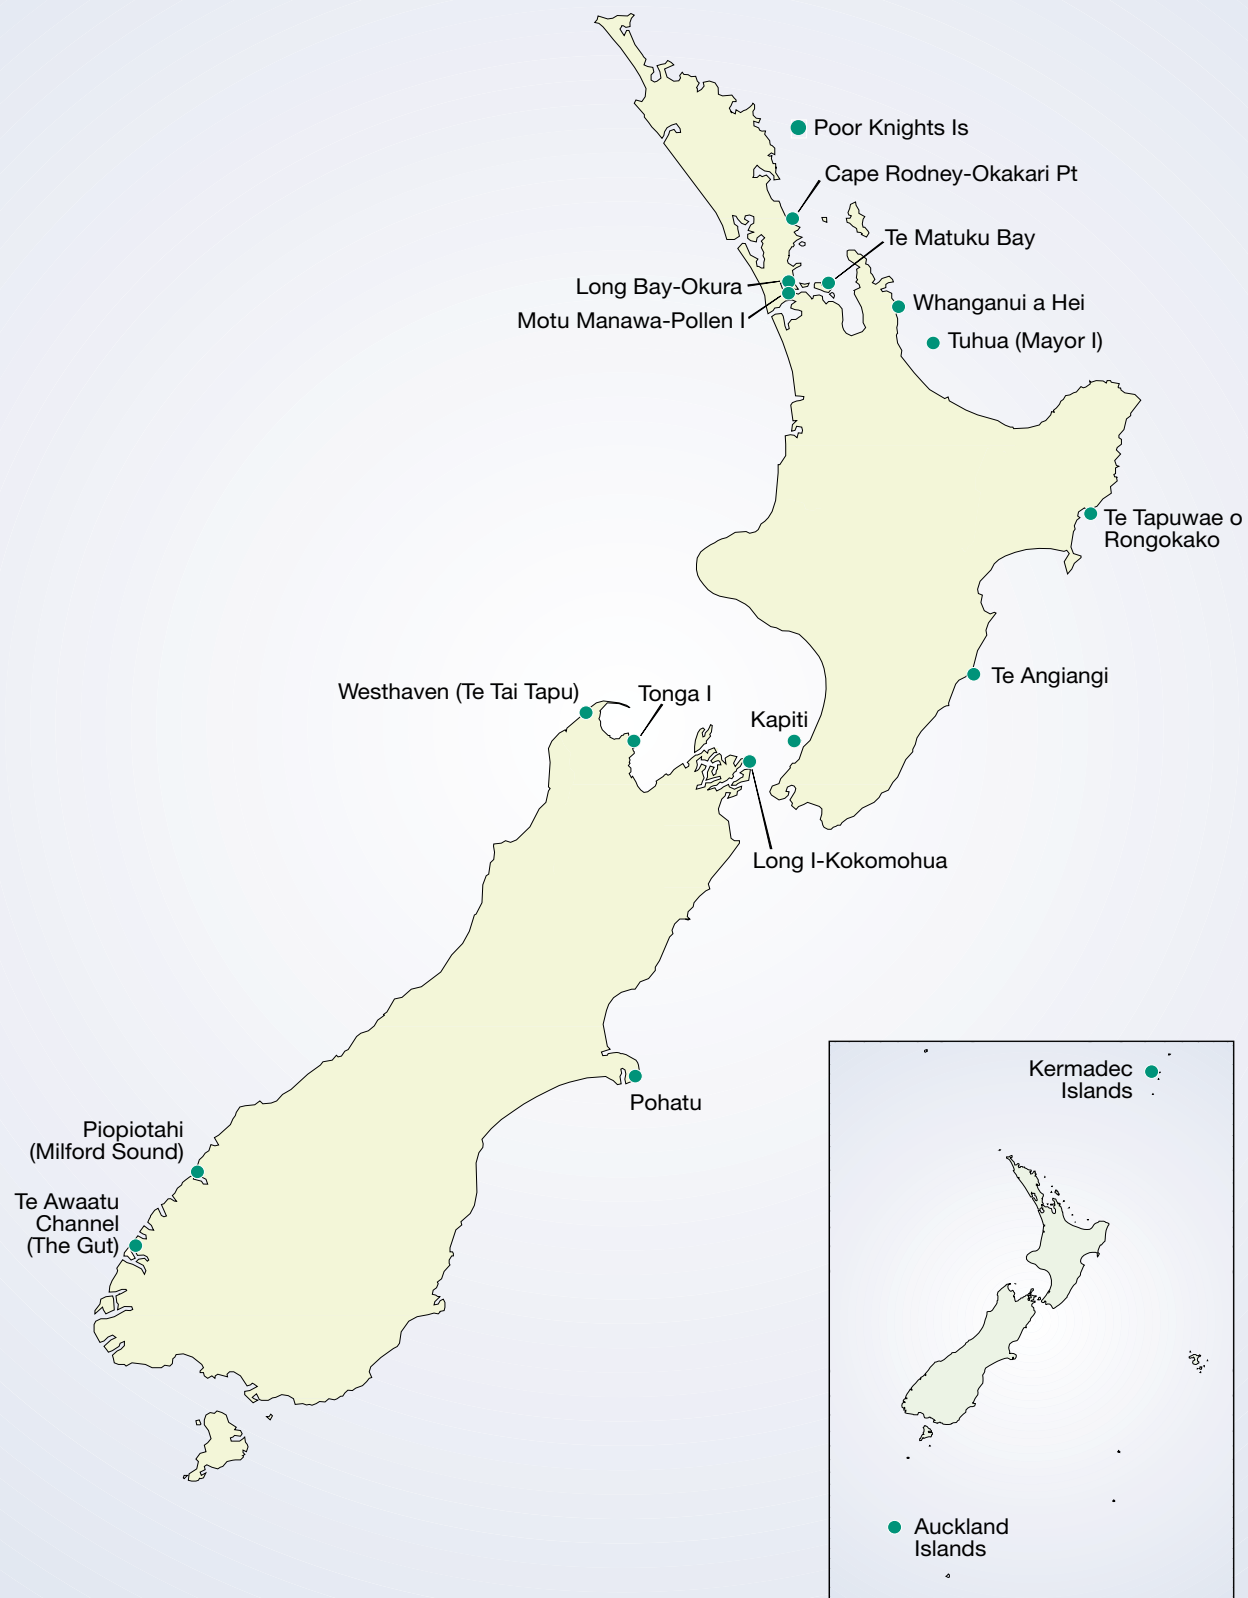 Poor Knights Is
Cape Rodney-Okakari Pt
Te Matuku Bay
Long Bay-Okura
Whanganui a Hei
Motu Manawa-Pollen I
Tuhua (Mayor I)
Te Tapuwae o
Rongokako
Te Angiangi
Westhaven (Te Tai Tapu)
Tonga I
Kapiti
Long I-Kokomohua
Pohatu
Piopiotahi
(Milford Sound)
Te Awaatu
Channel
(The Gut)
Kermadec
Islands
Auckland
Islands